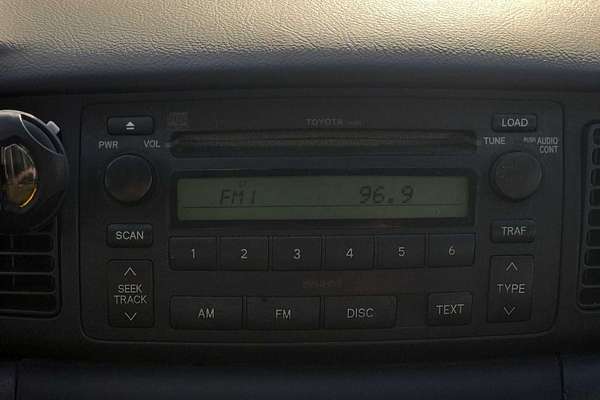 TOYOTA
LOAD
PWR VOL
TUNE PUSH AUDIO CONT
FM1 96.9
SCAN
1 2 3 4 5 6
TRAF
SEEK TRACK
TYPE
AM FM DISC TEXT